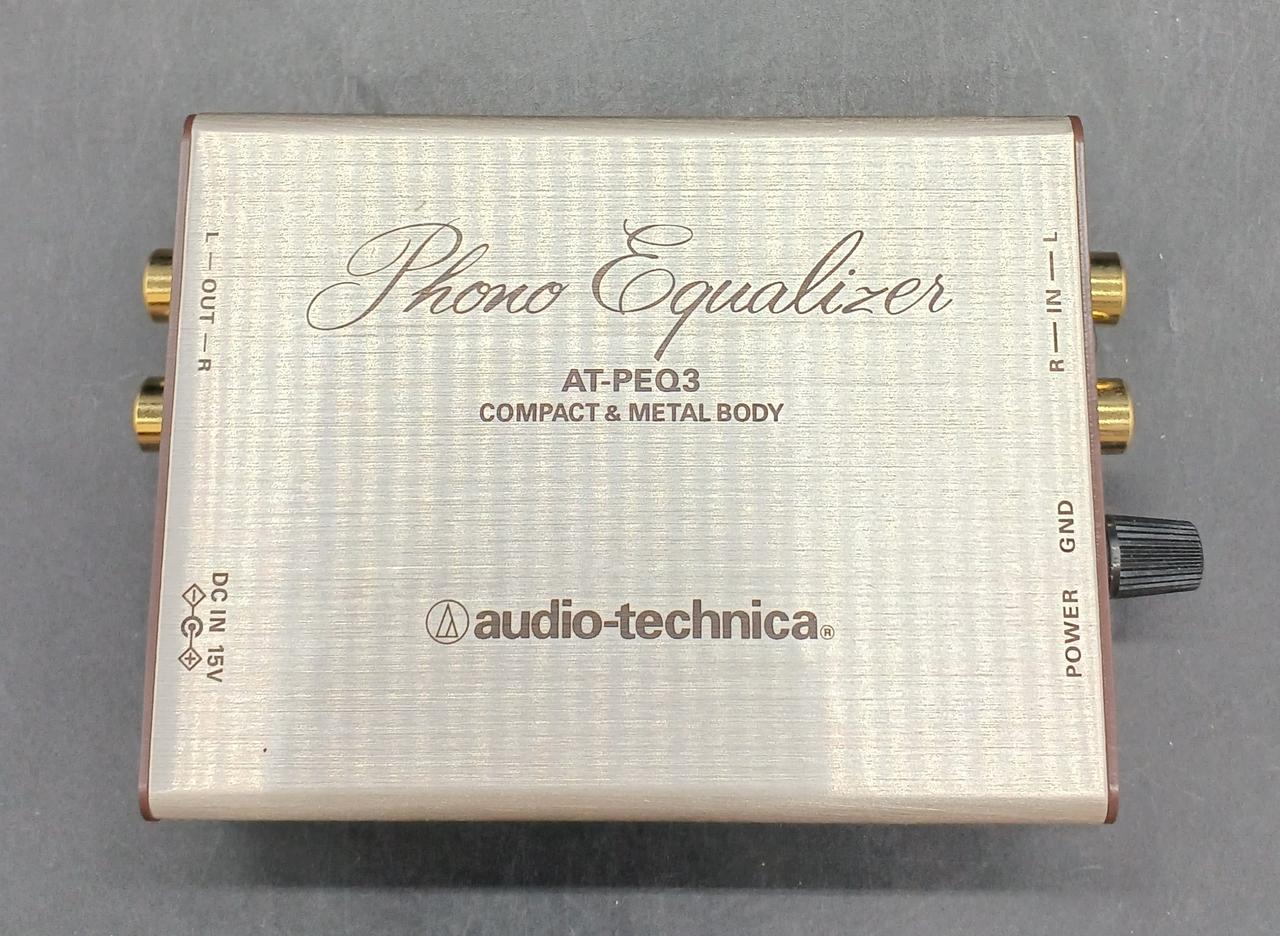 Phono Equalizer
AT-PEQ3
COMPACT & METAL BODY
L — OUT — R
R — IN — L
GND
POWER
DC IN 15V
- +
audio-technica®